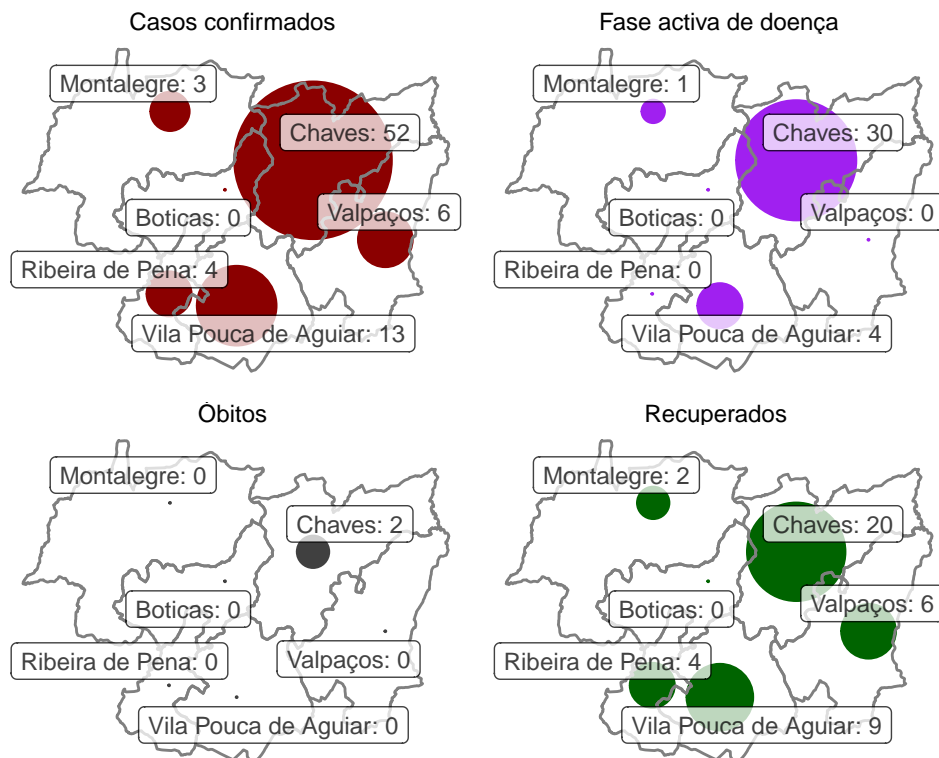 Casos confirmados
Montalegre: 3
Chaves: 52
Boticas: 0
Valpaços: 6
Ribeira de Pena: 4
Vila Pouca de Aguiar: 13
Fase activa de doença
Montalegre: 1
Chaves: 30
Boticas: 0
Valpaços: 0
Ribeira de Pena: 0
Vila Pouca de Aguiar: 4
Óbitos
Montalegre: 0
Chaves: 2
Boticas: 0
Ribeira de Pena: 0
Valpaços: 0
Vila Pouca de Aguiar: 0
Recuperados
Montalegre: 2
Chaves: 20
Boticas: 0
Valpaços: 6
Ribeira de Pena: 4
Vila Pouca de Aguiar: 9